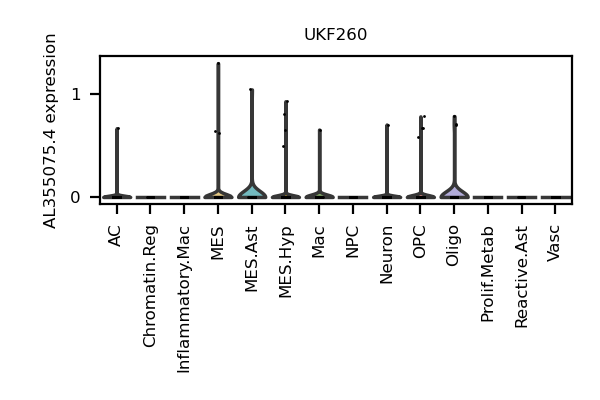 UKF260
AL355075.4 expression
1
0
AC
Chromatin.Reg
Inflammatory.Mac
MES
MES.Ast
MES.Hyp
Mac
NPC
Neuron
OPC
Oligo
Prolif.Metab
Reactive.Ast
Vasc